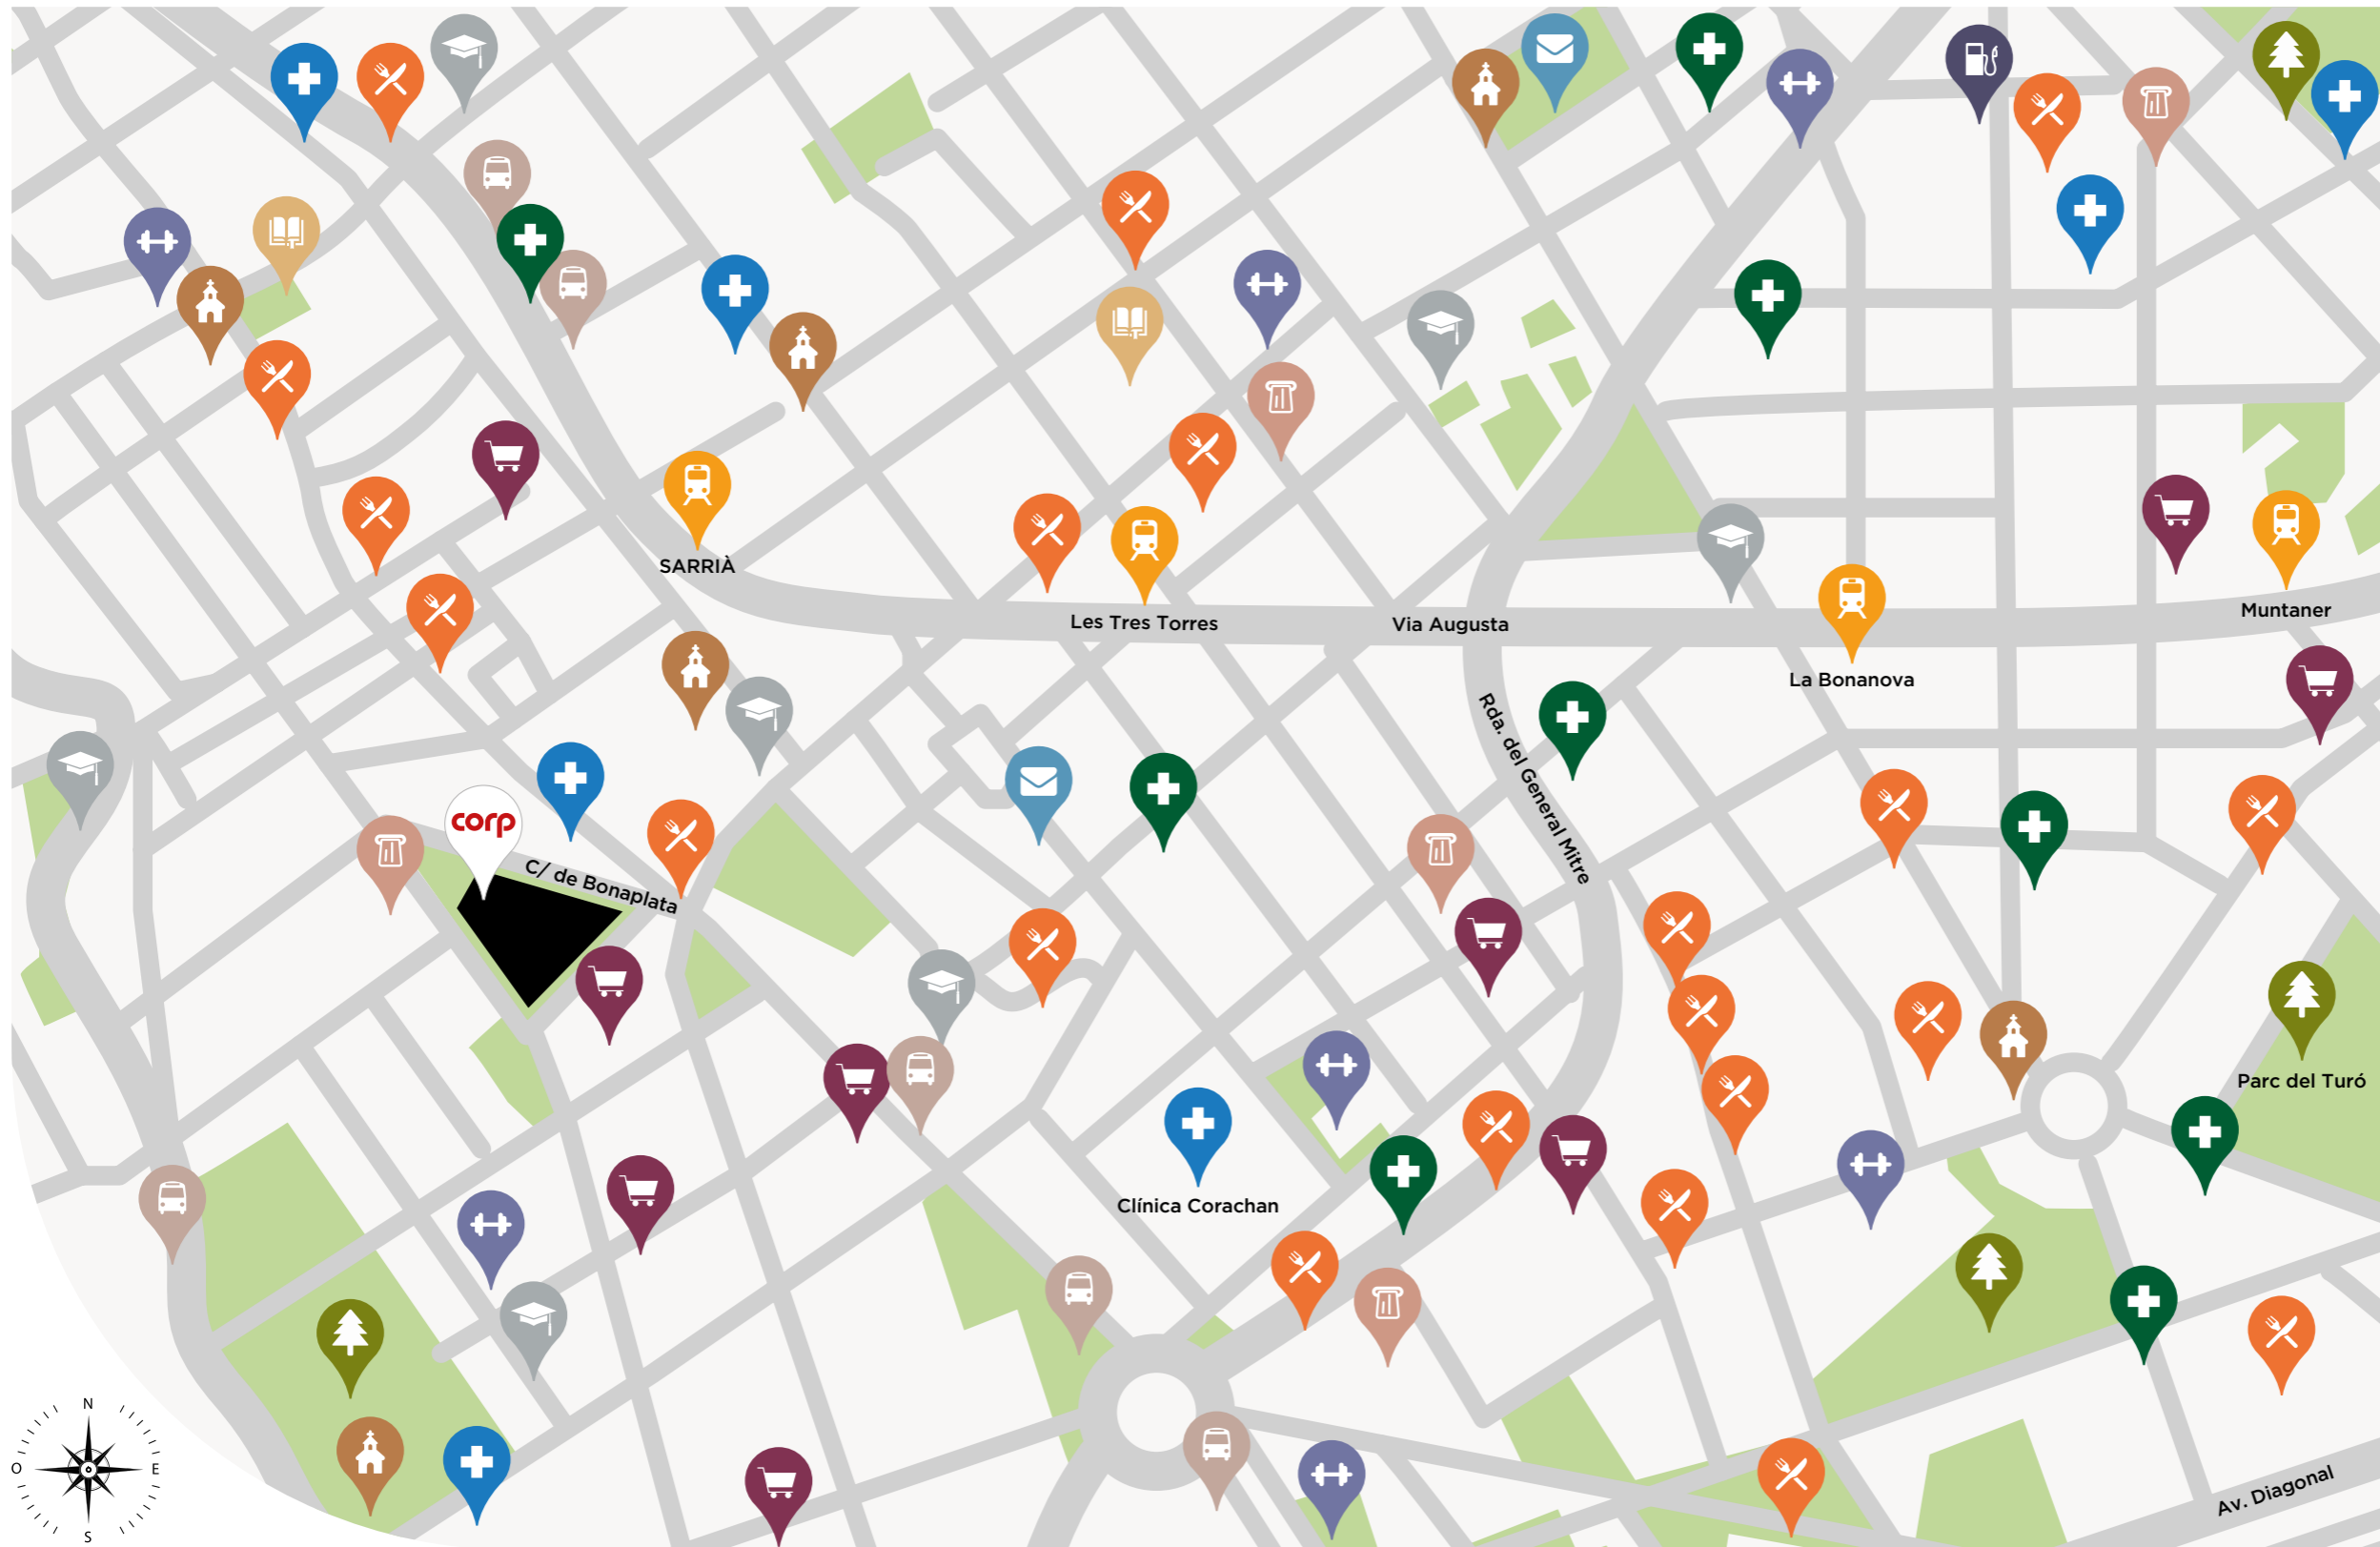 SARRIÀ
Les Tres Torres
Via Augusta
Muntaner
La Bonanova
Rda. del General Mitre
corp
C/ de Bonaplata
Parc del Turó
Clínica Corachan
Av. Diagonal
N
O
E
S